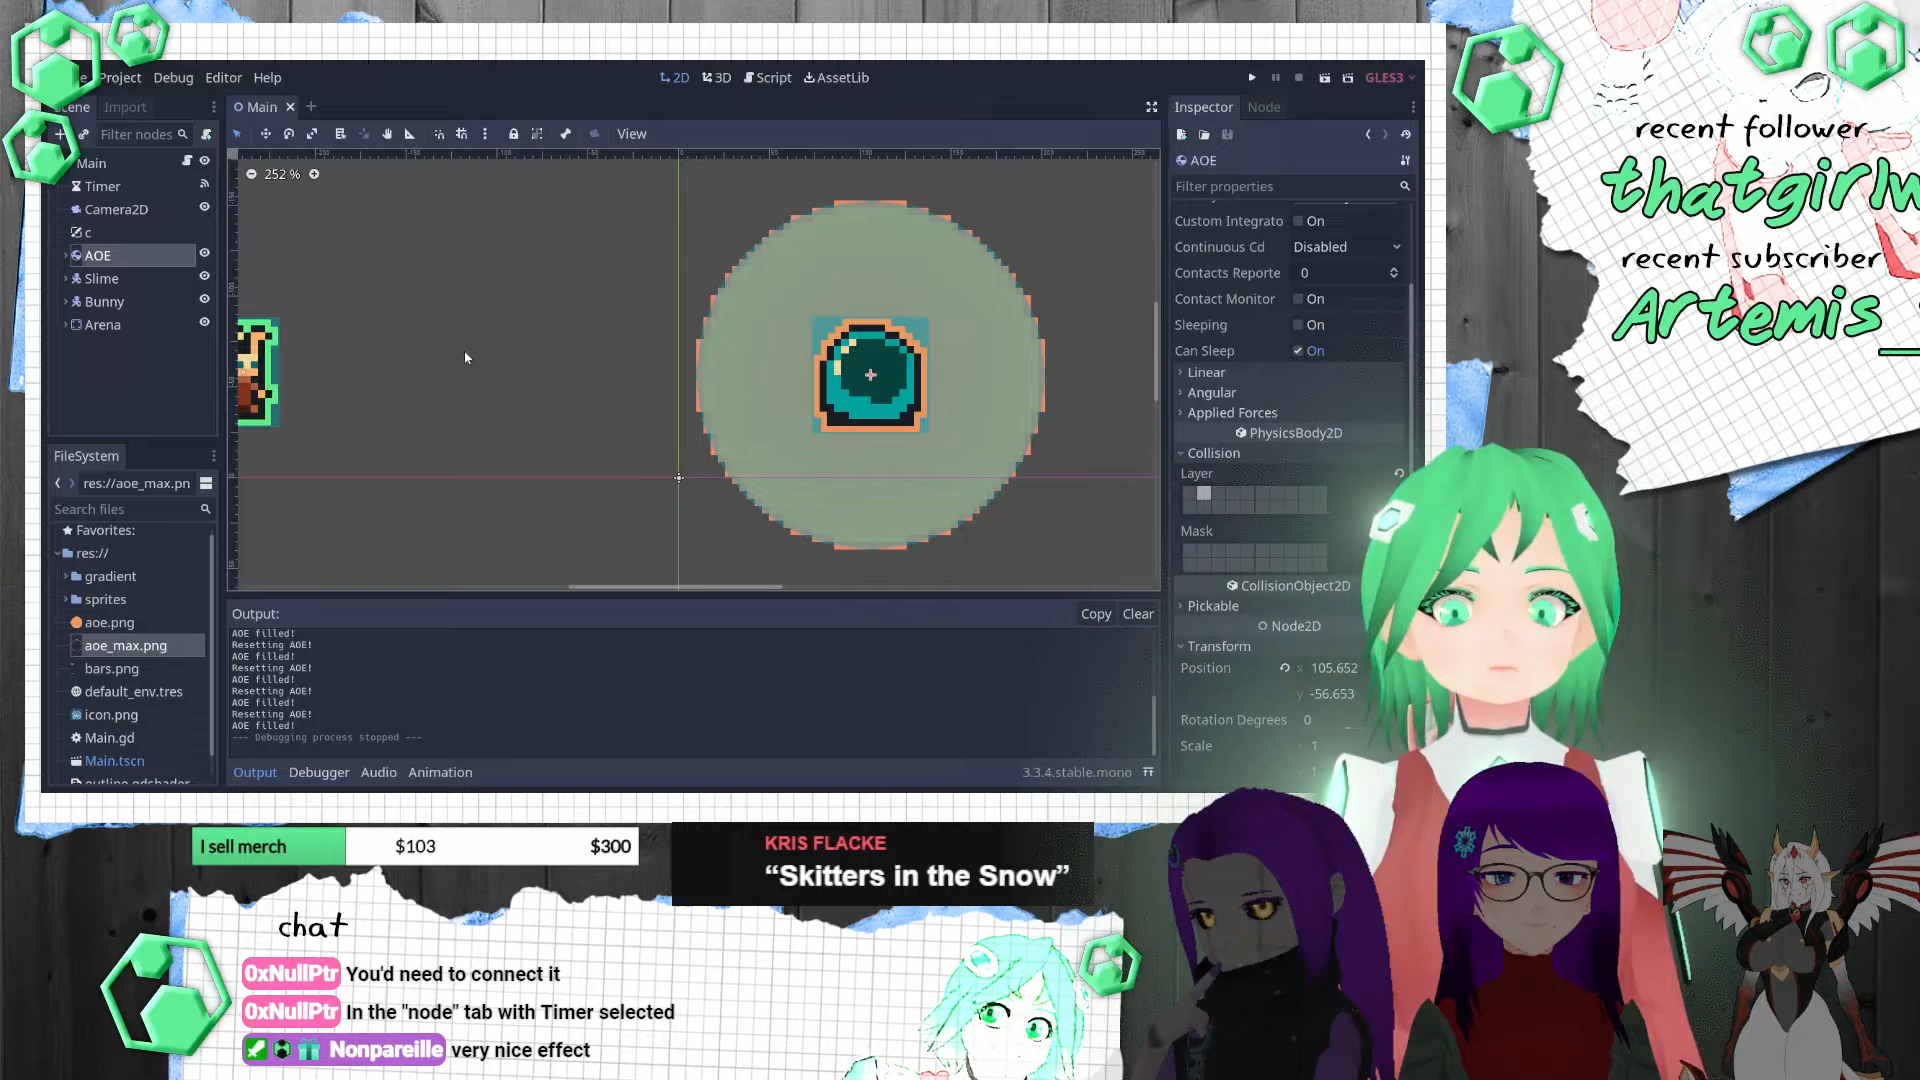 Project Debug Editor Help
2D 3D Script AssetLib
GLES3
Scene Import
Main
Filter nodes
View
Main
Timer
Camera2D
c
AOE
Slime
Bunny
Arena
252 %
FileSystem
res://aoe_max.pn
Search files
Favorites:
res://
gradient
sprites
aoe.png
aoe_max.png
bars.png
default_env.tres
icon.png
Main.gd
Main.tscn
outline.gdshader
Output:
Copy Clear
AOE filled!
Resetting AOE!
AOE filled!
Resetting AOE!
AOE filled!
Resetting AOE!
AOE filled!
Resetting AOE!
AOE filled!
--- Debugging process stopped ---
Output Debugger Audio Animation
3.3.4.stable.mono
Inspector Node
AOE
Filter properties
Custom Integrato On
Continuous Cd Disabled
Contacts Reporte 0
Contact Monitor On
Sleeping On
Can Sleep On
Linear
Angular
Applied Forces
PhysicsBody2D
Collision
Layer
Mask
CollisionObject2D
Pickable
Node2D
Transform
Position x 105.652
y -56.653
Rotation Degrees 0
Scale x 1
y 1
recent follower
thatgirlw
recent subscriber
Artemis_
I sell merch $103 $300
KRIS FLACKE
“Skitters in the Snow”
chat
0xNullPtr You'd need to connect it
0xNullPtr In the "node" tab with Timer selected
Nonpareille very nice effect